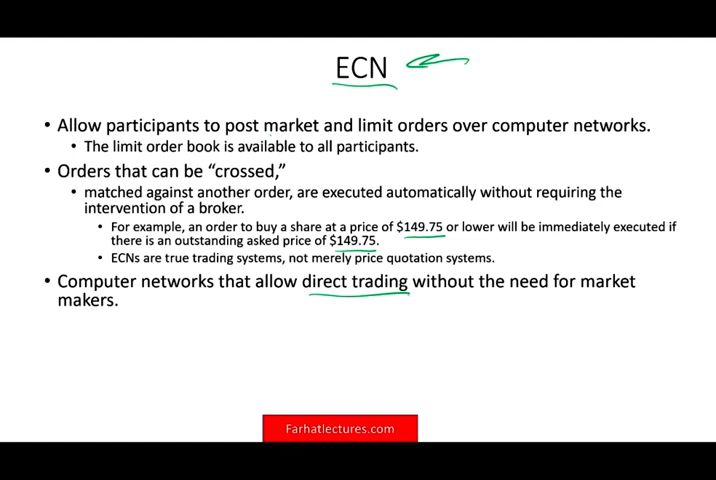 ECN
• Allow participants to post market and limit orders over computer networks.
• The limit order book is available to all participants.
• Orders that can be “crossed,”
• matched against another order, are executed automatically without requiring the
intervention of a broker.
• For example, an order to buy a share at a price of $149.75 or lower will be immediately executed if
there is an outstanding asked price of $149.75.
• ECNs are true trading systems, not merely price quotation systems.
• Computer networks that allow direct trading without the need for market
makers.
Farhatlectures.com